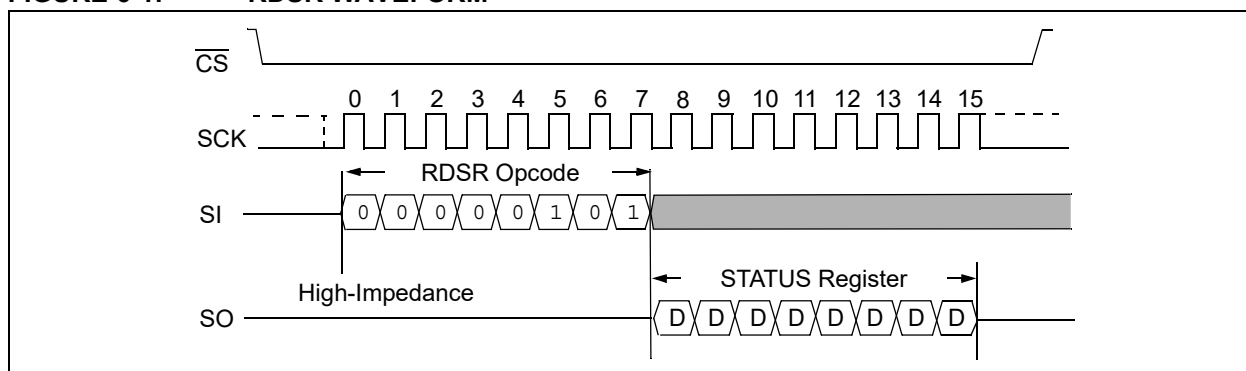 CS
0 1 2 3 4 5 6 7 8 9 10 11 12 13 14 15
SCK
RDSR Opcode
SI 0 0 0 0 0 1 0 1
STATUS Register
High-Impedance
SO D D D D D D D D